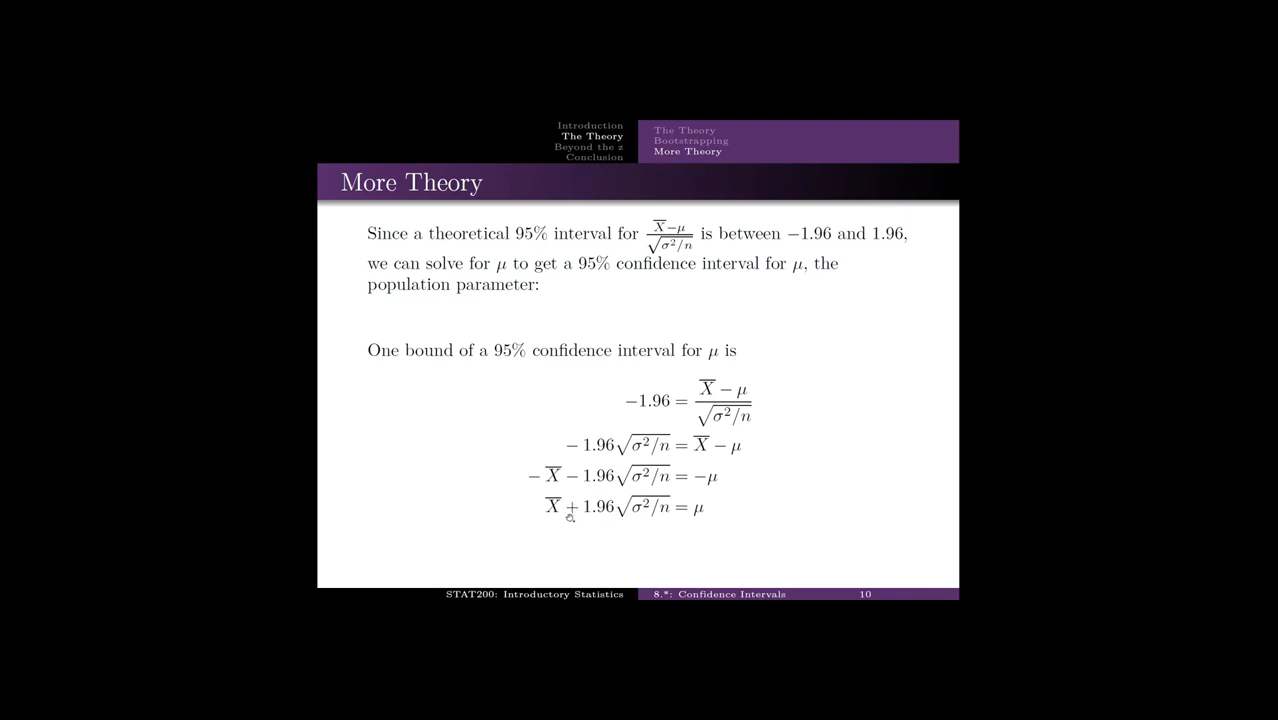 Introduction
The Theory
Beyond the z
Conclusion
The Theory
Bootstrapping
More Theory
More Theory
Since a theoretical 95% interval for (X̅−μ)/√(σ²/n) is between −1.96 and 1.96,
we can solve for μ to get a 95% confidence interval for μ, the
population parameter:
One bound of a 95% confidence interval for μ is
−1.96 = (X̅ − μ)/√(σ²/n)
− 1.96√(σ²/n) = X̅ − μ
− X̅ − 1.96√(σ²/n) = −μ
X̅ + 1.96√(σ²/n) = μ
STAT200: Introductory Statistics
8.*: Confidence Intervals
10